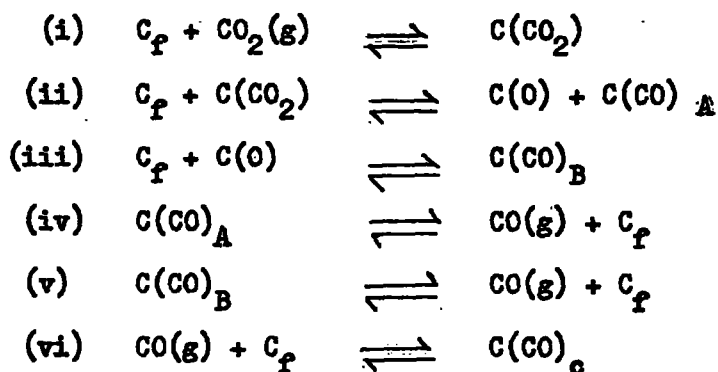 (i) C_f + CO_2(g) ⇌ C(CO_2)
(ii) C_f + C(CO_2) ⇌ C(O) + C(CO)_A
(iii) C_f + C(O) ⇌ C(CO)_B
(iv) C(CO)_A ⇌ CO(g) + C_f
(v) C(CO)_B ⇌ CO(g) + C_f
(vi) CO(g) + C_f ⇌ C(CO)_c